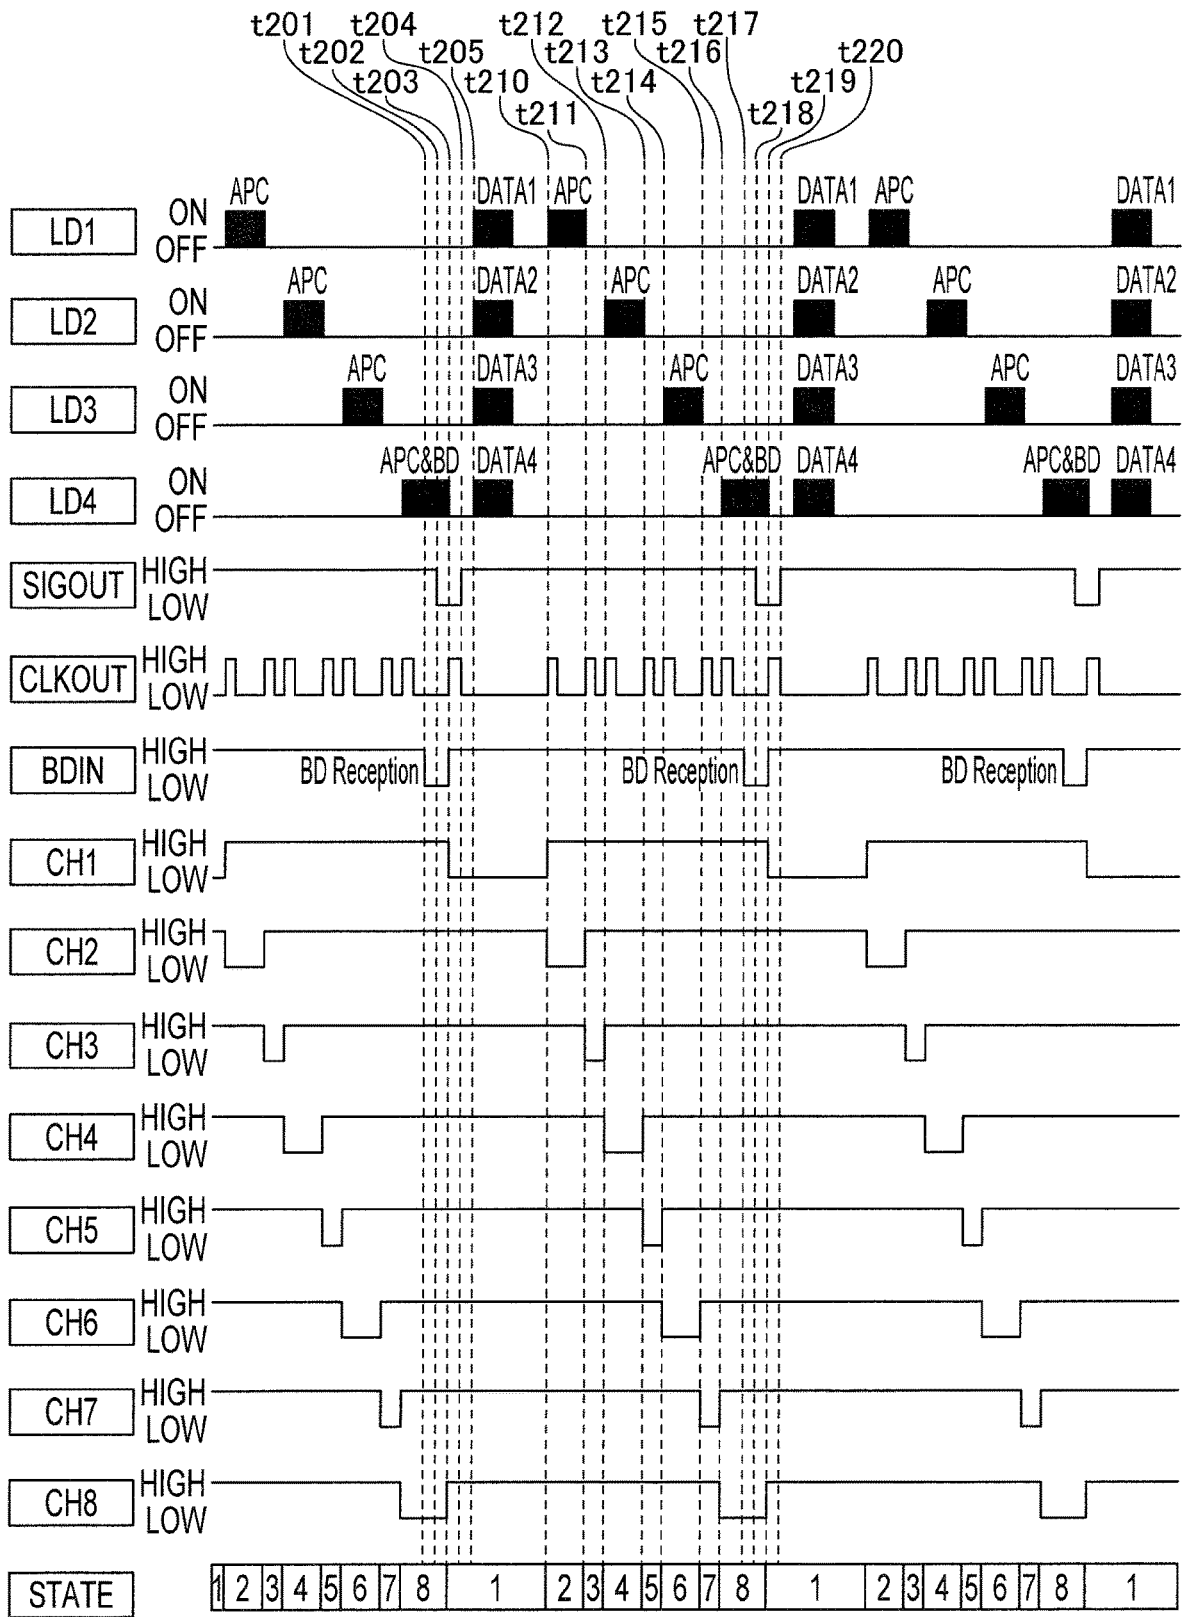 t201 t204 t212 t215 t217
t202 t205 t213 t216 t220
t203 t210 t214 t219
t211 t218
LD1 ON OFF APC DATA1 APC DATA1 APC DATA1
LD2 ON OFF APC DATA2 APC DATA2 APC DATA2
LD3 ON OFF APC DATA3 APC DATA3 APC DATA3
LD4 ON OFF APC&BD DATA4 APC&BD DATA4 APC&BD DATA4
SIGOUT HIGH LOW
CLKOUT HIGH LOW
BDIN HIGH LOW BD Reception BD Reception BD Reception
CH1 HIGH LOW
CH2 HIGH LOW
CH3 HIGH LOW
CH4 HIGH LOW
CH5 HIGH LOW
CH6 HIGH LOW
CH7 HIGH LOW
CH8 HIGH LOW
STATE 1 2 3 4 5 6 7 8 1 2 3 4 5 6 7 8 1 2 3 4 5 6 7 8 1